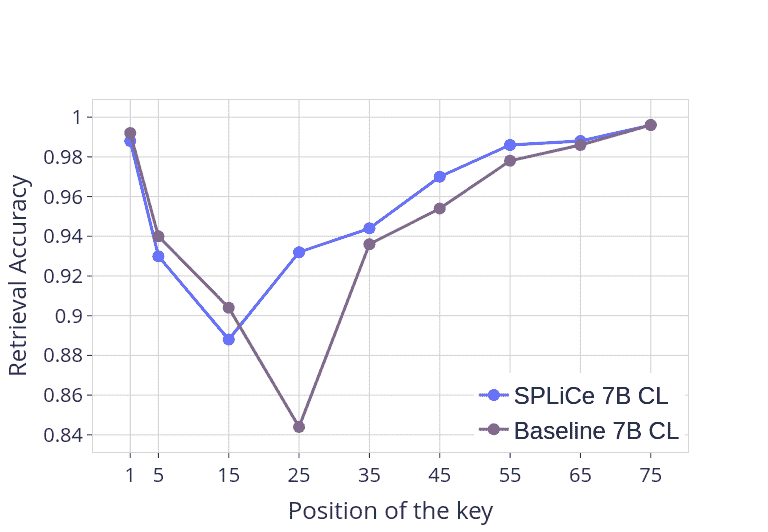 1
0.98
0.96
0.94
0.92
0.9
0.88
0.86
0.84
Retrieval Accuracy
SPLiCe 7B CL
Baseline 7B CL
1 5 15 25 35 45 55 65 75
Position of the key